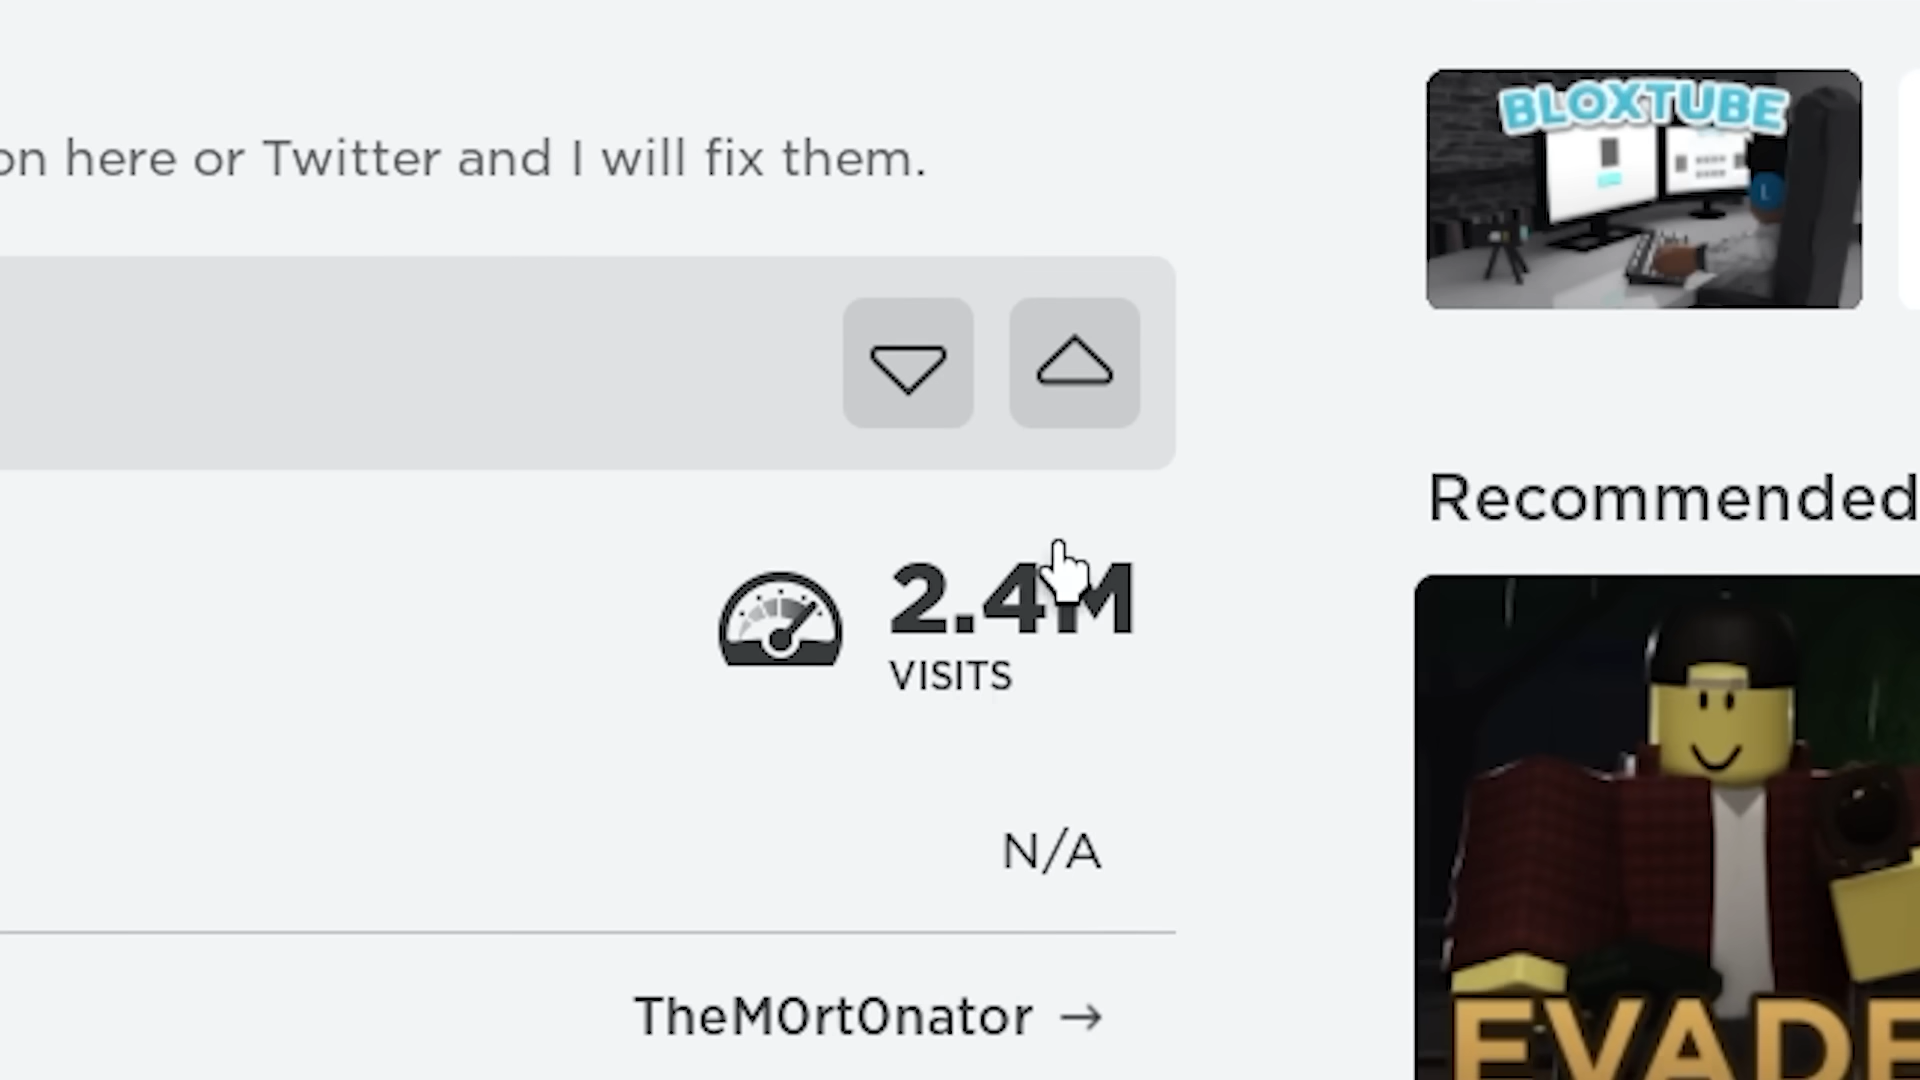 on here or Twitter and I will fix them.
BLOXTUBE
Recommended
2.4M
VISITS
N/A
TheM0rt0nator →
EVADE